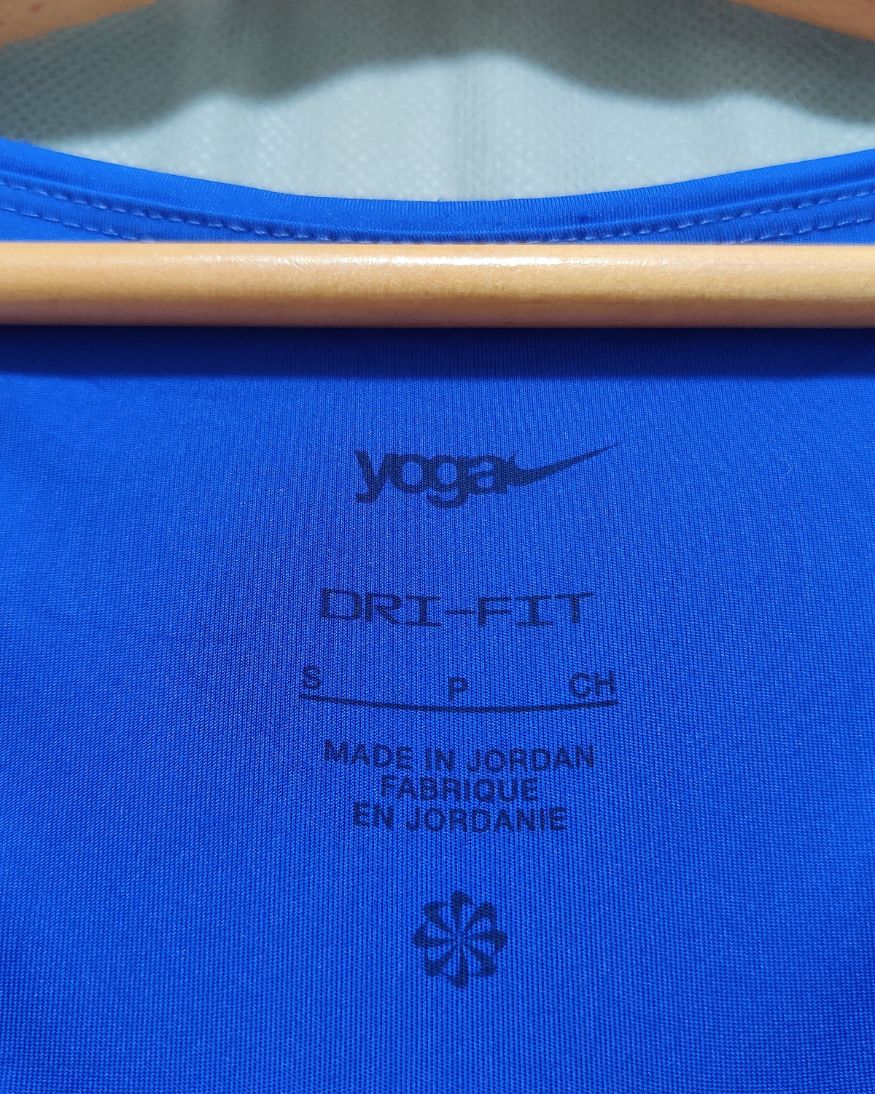 yoga
DRI-FIT
S P CH
MADE IN JORDAN
FABRIQUE
EN JORDANIE